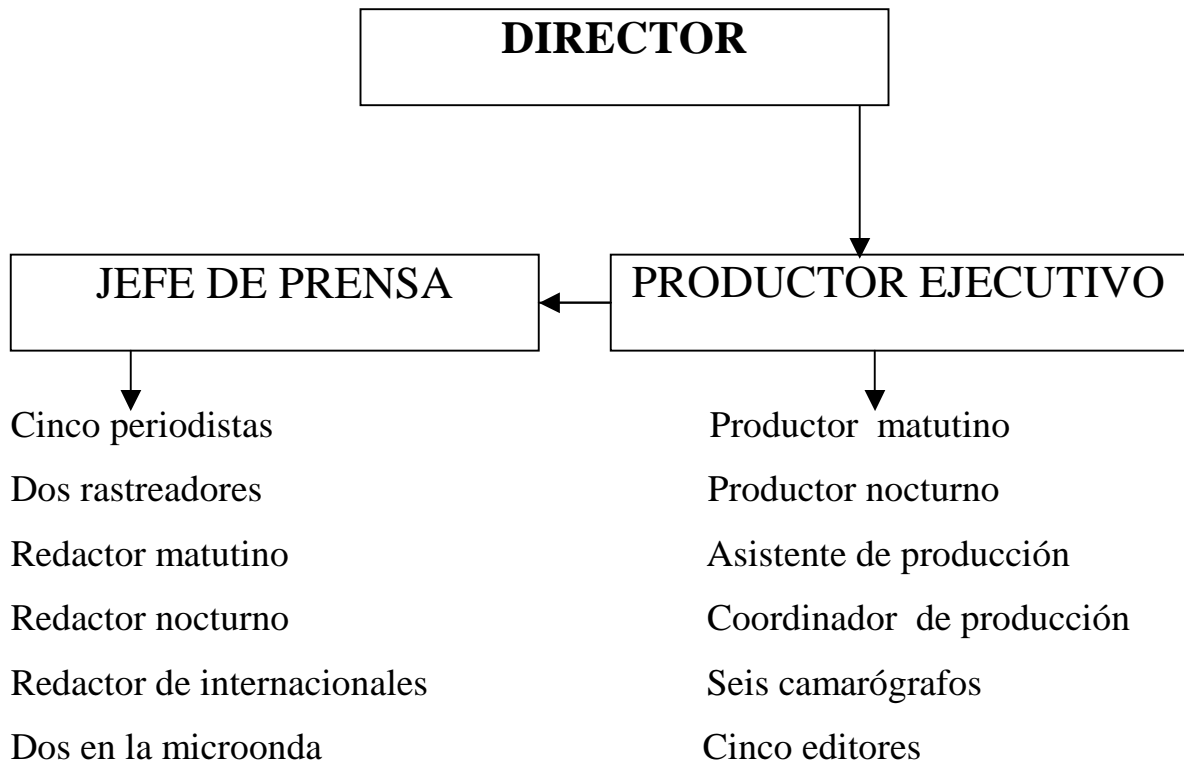 DIRECTOR
JEFE DE PRENSA
PRODUCTOR EJECUTIVO
Cinco periodistas
Dos rastreadores
Redactor matutino
Redactor nocturno
Redactor de internacionales
Dos en la microonda
Productor matutino
Productor nocturno
Asistente de producción
Coordinador de producción
Seis camarógrafos
Cinco editores